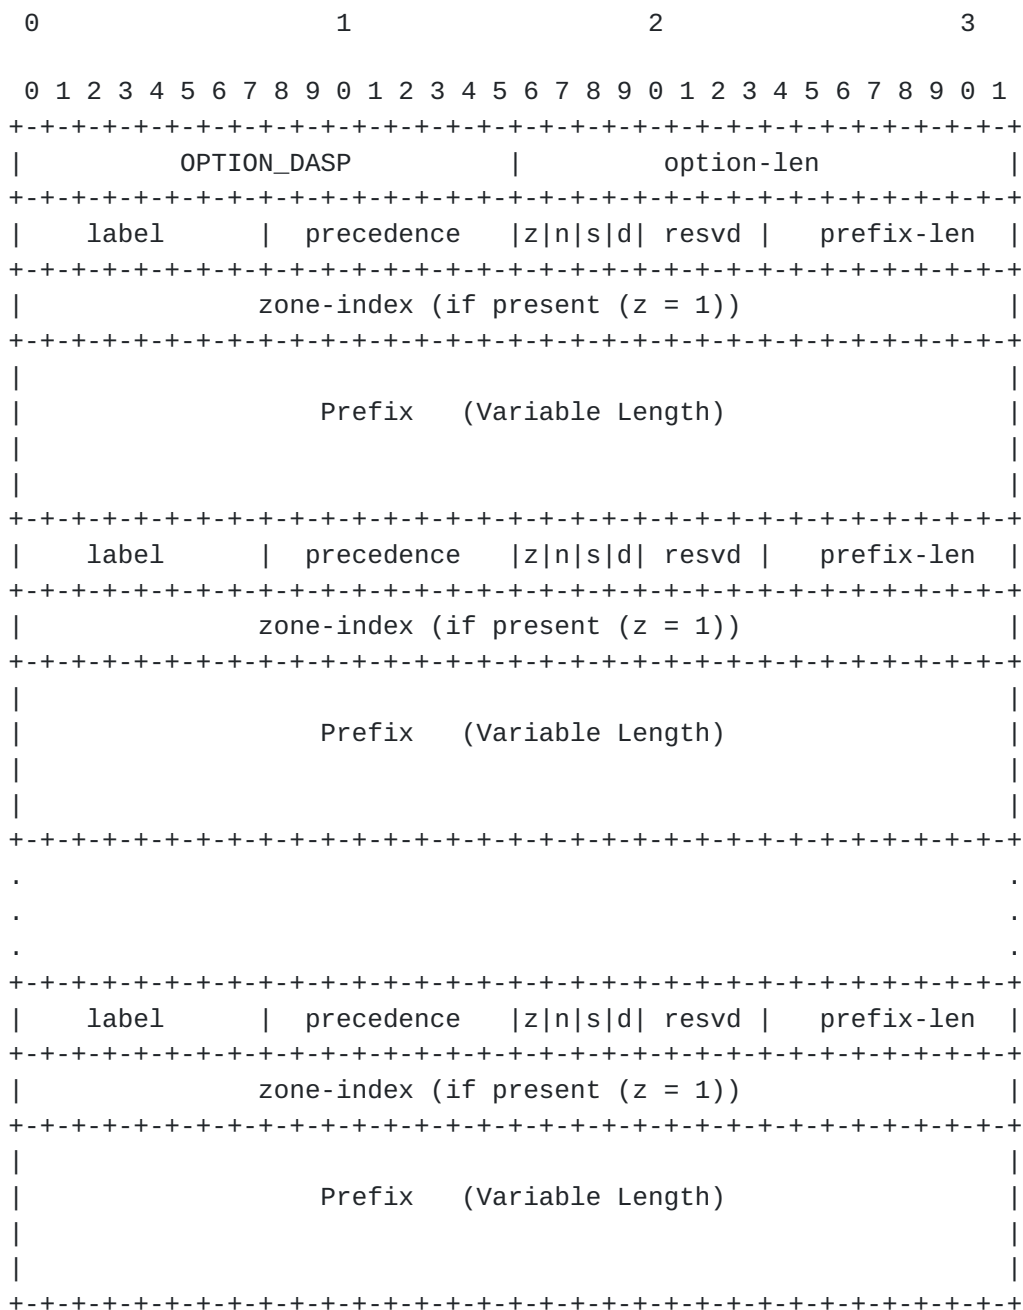 0                   1                   2                   3
 0 1 2 3 4 5 6 7 8 9 0 1 2 3 4 5 6 7 8 9 0 1 2 3 4 5 6 7 8 9 0 1
+-+-+-+-+-+-+-+-+-+-+-+-+-+-+-+-+-+-+-+-+-+-+-+-+-+-+-+-+-+-+-+-+
|          OPTION_DASP          |         option-len            |
+-+-+-+-+-+-+-+-+-+-+-+-+-+-+-+-+-+-+-+-+-+-+-+-+-+-+-+-+-+-+-+-+
|    label      |  precedence   |z|n|s|d| resvd |   prefix-len  |
+-+-+-+-+-+-+-+-+-+-+-+-+-+-+-+-+-+-+-+-+-+-+-+-+-+-+-+-+-+-+-+-+
|               zone-index (if present (z = 1))                 |
+-+-+-+-+-+-+-+-+-+-+-+-+-+-+-+-+-+-+-+-+-+-+-+-+-+-+-+-+-+-+-+-+
|                                                               |
|                   Prefix   (Variable Length)                  |
|                                                               |
|                                                               |
+-+-+-+-+-+-+-+-+-+-+-+-+-+-+-+-+-+-+-+-+-+-+-+-+-+-+-+-+-+-+-+-+
|    label      |  precedence   |z|n|s|d| resvd |   prefix-len  |
+-+-+-+-+-+-+-+-+-+-+-+-+-+-+-+-+-+-+-+-+-+-+-+-+-+-+-+-+-+-+-+-+
|               zone-index (if present (z = 1))                 |
+-+-+-+-+-+-+-+-+-+-+-+-+-+-+-+-+-+-+-+-+-+-+-+-+-+-+-+-+-+-+-+-+
|                                                               |
|                   Prefix   (Variable Length)                  |
|                                                               |
|                                                               |
+-+-+-+-+-+-+-+-+-+-+-+-+-+-+-+-+-+-+-+-+-+-+-+-+-+-+-+-+-+-+-+-+
.                                                               .
.                                                               .
.                                                               .
+-+-+-+-+-+-+-+-+-+-+-+-+-+-+-+-+-+-+-+-+-+-+-+-+-+-+-+-+-+-+-+-+
|    label      |  precedence   |z|n|s|d| resvd |   prefix-len  |
+-+-+-+-+-+-+-+-+-+-+-+-+-+-+-+-+-+-+-+-+-+-+-+-+-+-+-+-+-+-+-+-+
|               zone-index (if present (z = 1))                 |
+-+-+-+-+-+-+-+-+-+-+-+-+-+-+-+-+-+-+-+-+-+-+-+-+-+-+-+-+-+-+-+-+
|                                                               |
|                   Prefix   (Variable Length)                  |
|                                                               |
|                                                               |
+-+-+-+-+-+-+-+-+-+-+-+-+-+-+-+-+-+-+-+-+-+-+-+-+-+-+-+-+-+-+-+-+